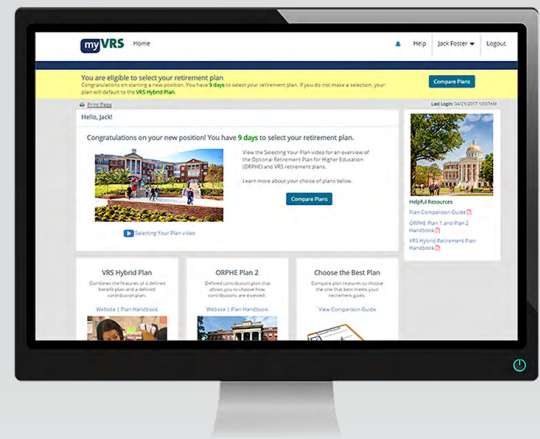 myVRS Home Help Jack Foster Logout
You are eligible to select your retirement plan
Congratulations on starting a new position. You have 9 days to select your retirement plan. If you do not make a selection, your
plan will default to the VRS Hybrid Plan.
Compare Plans
Print Page
Last Login: 04/21/2017 10:07AM
Hello, Jack!
Congratulations on your new position! You have 9 days to select your retirement plan.
View the Selecting Your Plan video for an overview of
the Optional Retirement Plan for Higher Education
(ORPHE) and VRS retirement plans.
Learn more about your choice of plans below.
Compare Plans
Selecting Your Plan video
Helpful Resources
Plan Comparison Guide
ORPHE Plan 1 and Plan 2
Handbook
VRS Hybrid Retirement Plan
Handbook
VRS Hybrid Plan
Combines the features of a defined
benefit plan and a defined
contribution plan.
Website | Plan Handbook
ORPHE Plan 2
Defined contribution plan that
allows you to choose how
contributions are invested.
Website | Plan Handbook
Choose the Best Plan
Compare plan features to choose
the one that best meets your
retirement goals.
View Comparison Guide